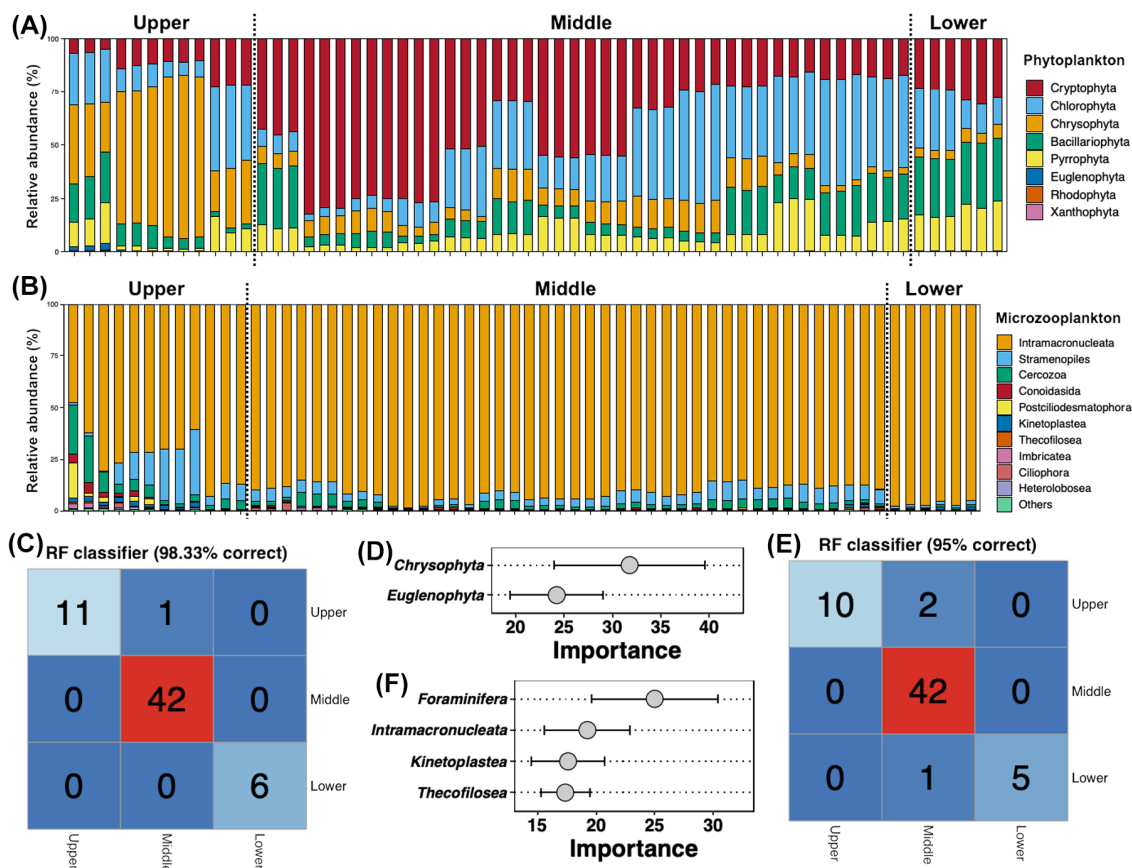 (A)
Upper Middle Lower
Relative abundance (%)
100
75
50
25
0
Phytoplankton
Cryptophyta
Chlorophyta
Chrysophyta
Bacillariophyta
Pyrrophyta
Euglenophyta
Rhodophyta
Xanthophyta
(B)
Upper Middle Lower
Relative abundance (%)
100
75
50
25
0
Microzooplankton
Intramacronucleata
Stramenopiles
Cercozoa
Conoidasida
Postciliodesmatophora
Kinetoplastea
Thecofilosea
Imbricatea
Ciliophora
Heterolobosea
Others
(C)
RF classifier (98.33% correct)
11 1 0 Upper
0 42 0 Middle
0 0 6 Lower
Upper Middle Lower
(D)
Chrysophyta
Euglenophyta
20 25 30 35 40
Importance
(F)
Foraminifera
Intramacronucleata
Kinetoplastea
Thecofilosea
15 20 25 30
Importance
(E)
RF classifier (95% correct)
10 2 0 Upper
0 42 0 Middle
0 1 5 Lower
Upper Middle Lower